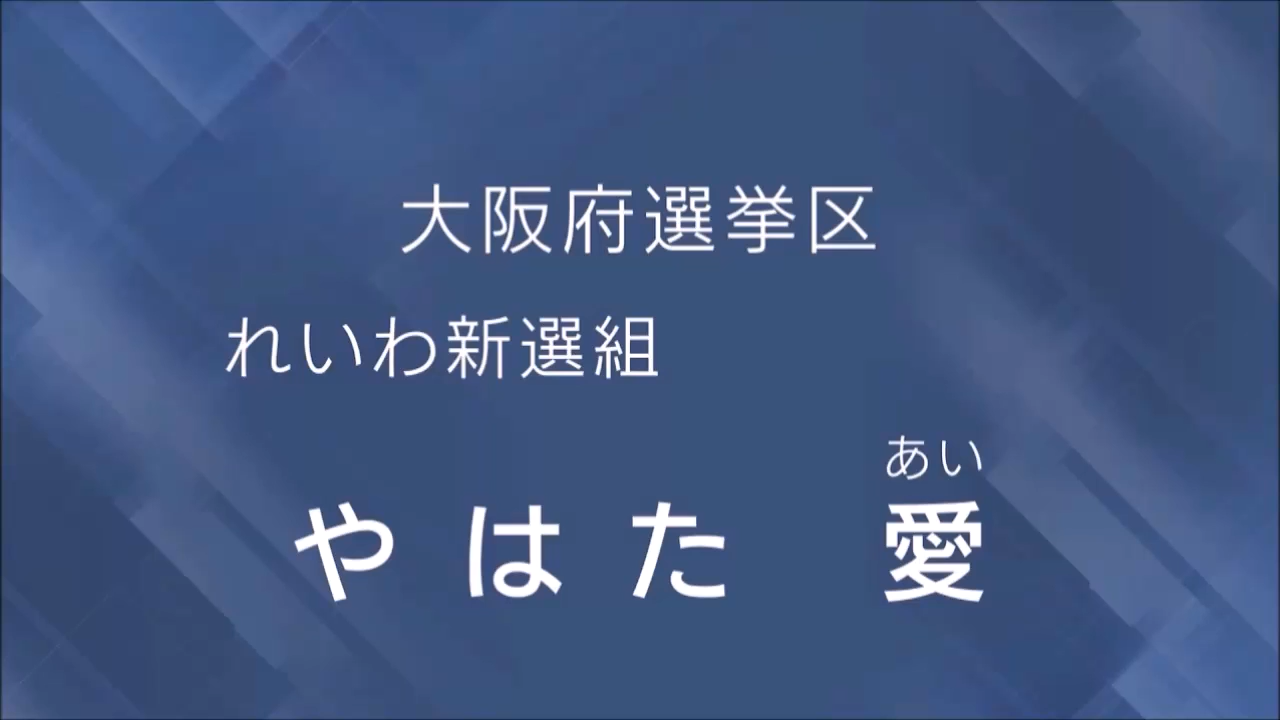 大阪府選挙区
れいわ新選組
あい
やはた 愛